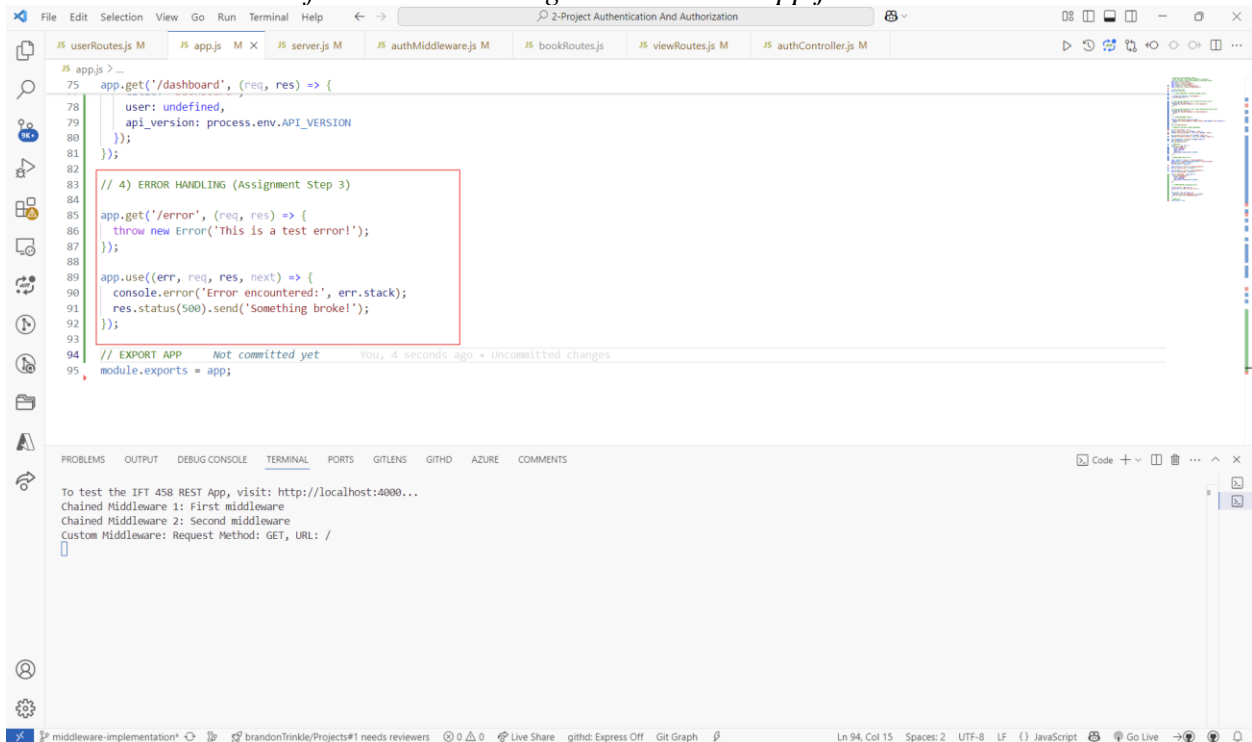 File Edit Selection View Go Run Terminal Help 2-Project Authentication And Authorization
JS userRoutes.js M JS app.js M JS server.js M JS authMiddleware.js M JS bookRoutes.js JS viewRoutes.js M JS authController.js M
JS app.js > ...
75 app.get('/dashboard', (req, res) => {
78 user: undefined,
79 api_version: process.env.API_VERSION
80 });
81 });
82
83 // 4) ERROR HANDLING (Assignment Step 3)
84
85 app.get('/error', (req, res) => {
86 throw new Error('This is a test error!');
87 });
88
89 app.use((err, req, res, next) => {
90 console.error('Error encountered:', err.stack);
91 res.status(500).send('Something broke!');
92 });
93
94 // EXPORT APP Not committed yet You, 4 seconds ago • Uncommitted changes
95 module.exports = app;
9K+
PROBLEMS OUTPUT DEBUG CONSOLE TERMINAL PORTS GITLENS GITHD AZURE COMMENTS
Code
To test the IFT 458 REST App, visit: http://localhost:4000...
Chained Middleware 1: First middleware
Chained Middleware 2: Second middleware
Custom Middleware: Request Method: GET, URL: /
middleware-implementation* brandonTrinkle/Projects#1 needs reviewers 0 0 Live Share githd: Express Off Git Graph Ln 94, Col 15 Spaces: 2 UTF-8 LF {} JavaScript Go Live